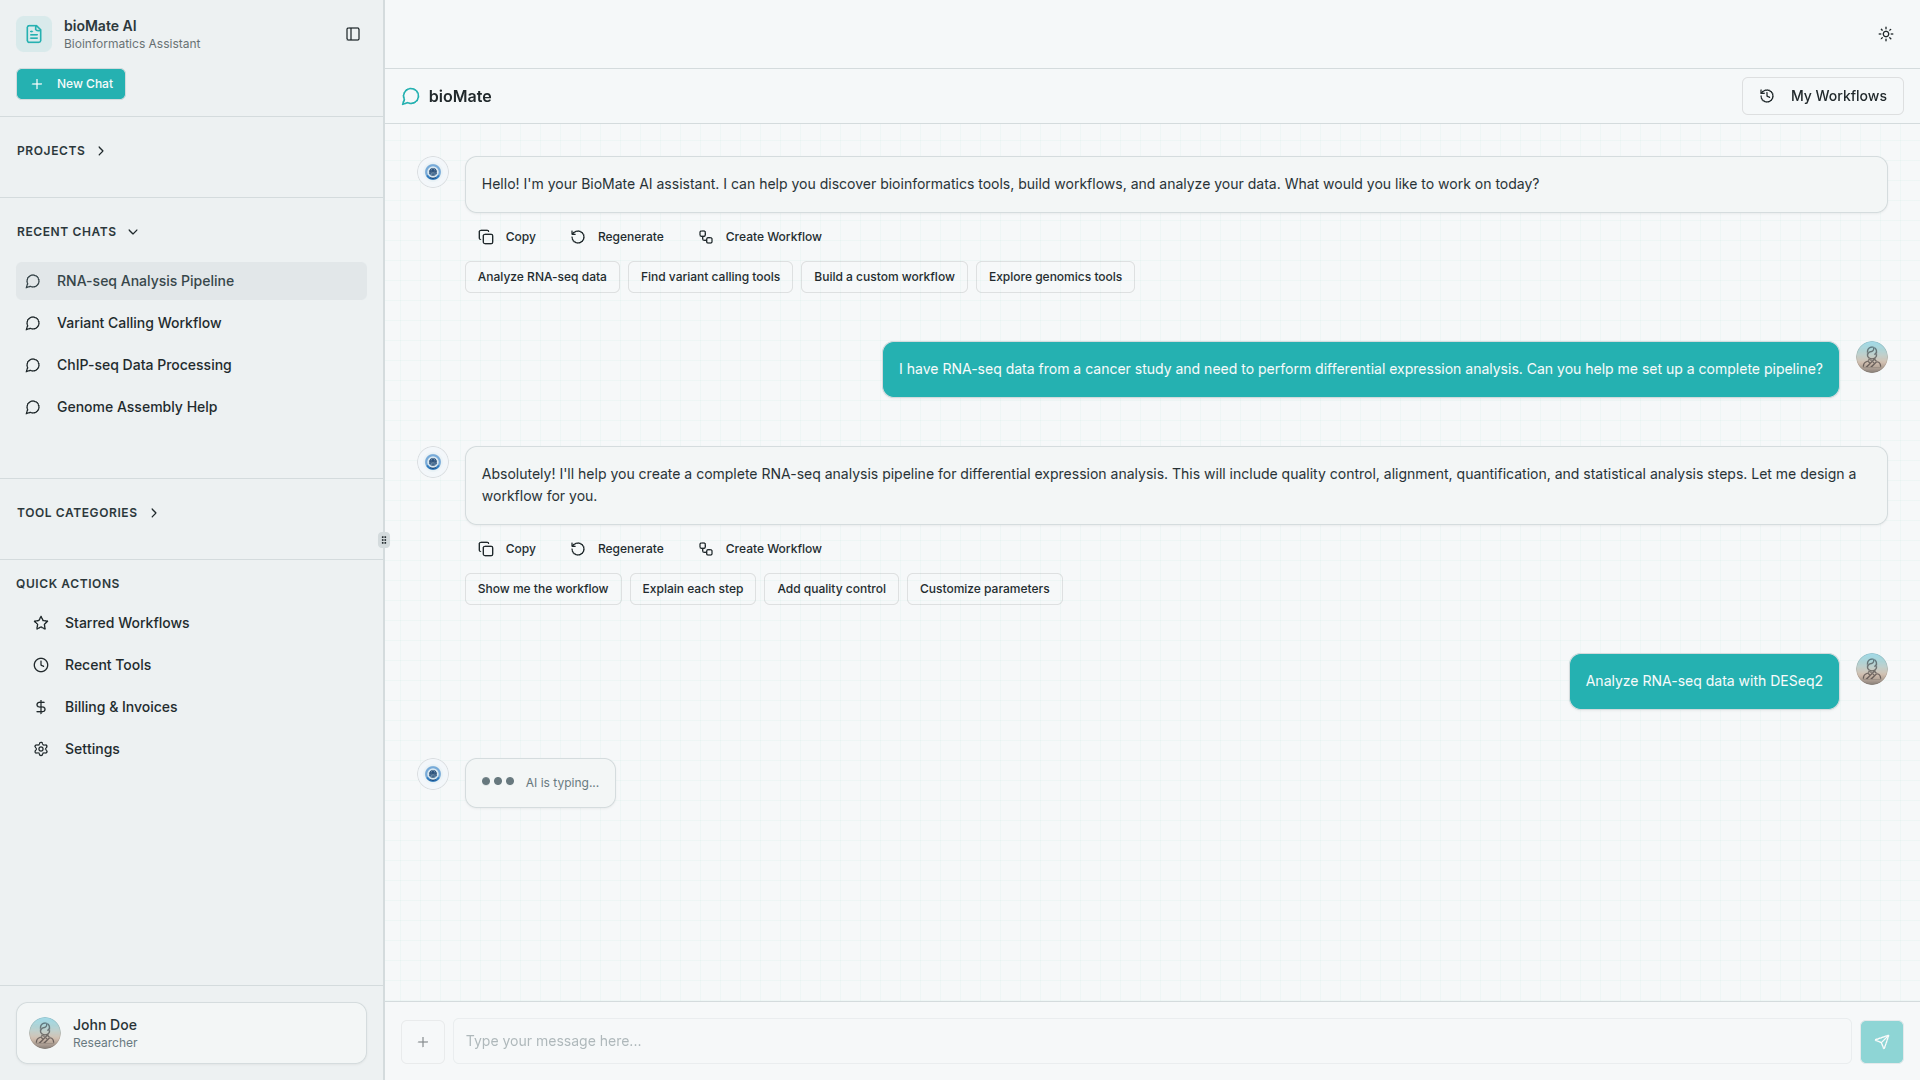 bioMate AI
Bioinformatics Assistant
New Chat
PROJECTS
RECENT CHATS
RNA-seq Analysis Pipeline
Variant Calling Workflow
ChIP-seq Data Processing
Genome Assembly Help
TOOL CATEGORIES
QUICK ACTIONS
Starred Workflows
Recent Tools
Billing & Invoices
Settings
John Doe
Researcher
bioMate
My Workflows
Hello! I'm your BioMate AI assistant. I can help you discover bioinformatics tools, build workflows, and analyze your data. What would you like to work on today?
Copy Regenerate Create Workflow
Analyze RNA-seq data Find variant calling tools Build a custom workflow Explore genomics tools
I have RNA-seq data from a cancer study and need to perform differential expression analysis. Can you help me set up a complete pipeline?
Absolutely! I'll help you create a complete RNA-seq analysis pipeline for differential expression analysis. This will include quality control, alignment, quantification, and statistical analysis steps. Let me design a
workflow for you.
Copy Regenerate Create Workflow
Show me the workflow Explain each step Add quality control Customize parameters
Analyze RNA-seq data with DESeq2
AI is typing...
Type your message here...